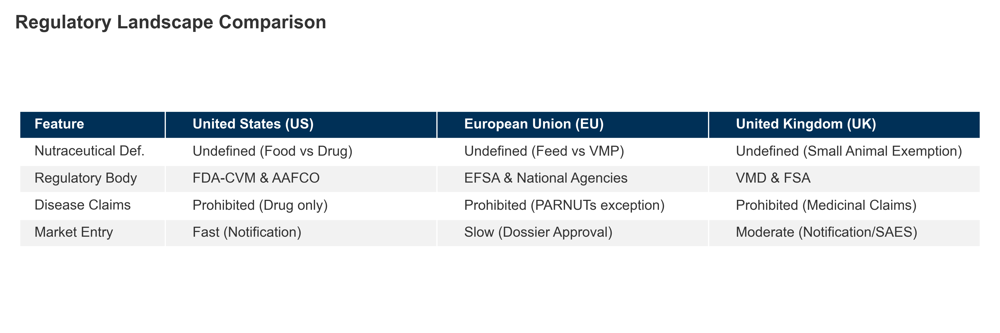 Regulatory Landscape Comparison
Feature United States (US) European Union (EU) United Kingdom (UK)
Nutraceutical Def. Undefined (Food vs Drug) Undefined (Feed vs VMP) Undefined (Small Animal Exemption)
Regulatory Body FDA-CVM & AAFCO EFSA & National Agencies VMD & FSA
Disease Claims Prohibited (Drug only) Prohibited (PARNUTs exception) Prohibited (Medicinal Claims)
Market Entry Fast (Notification) Slow (Dossier Approval) Moderate (Notification/SAES)